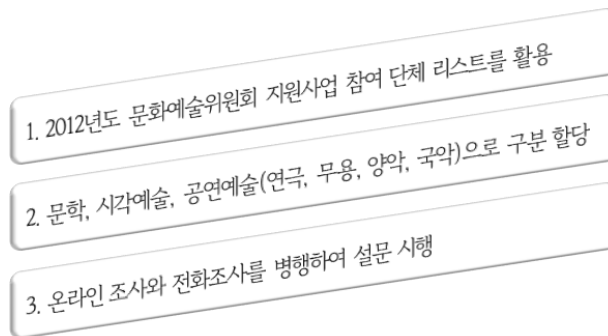 1. 2012년도 문화예술위원회 지원사업 참여 단체 리스트를 활용
2. 문학, 시각예술, 공연예술(연극, 무용, 양악, 국악)으로 구분 할당
3. 온라인 조사와 전화조사를 병행하여 설문 시행